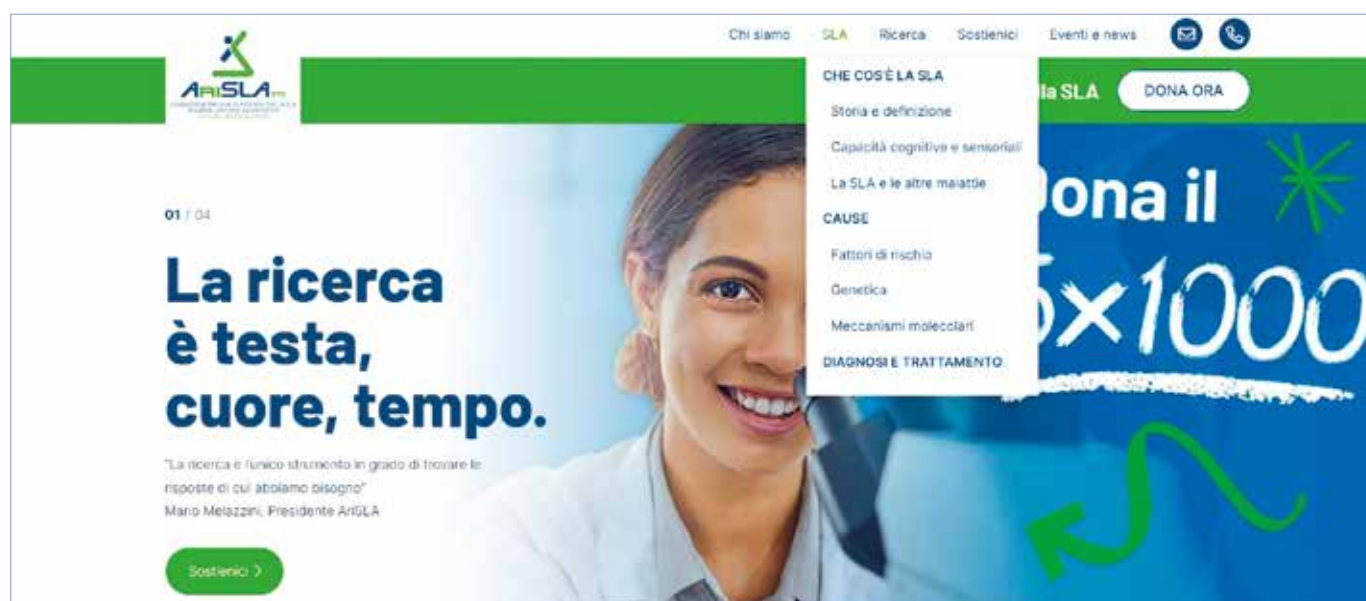 Chi siamo SLA Ricerca Sostienici Eventi e news
AriSLA
la SLA DONA ORA
CHE COS'È LA SLA
Storia e definizione
Capacità cognitive e sensoriali
La SLA e le altre malattie
CAUSE
Fattori di rischio
Genetica
Meccanismi molecolari
DIAGNOSI E TRATTAMENTO
01 / 04
La ricerca
è testa,
cuore, tempo.
"La ricerca è l'unico strumento in grado di trovare le
risposte di cui abbiamo bisogno"
Mario Melazzini, Presidente AriSLA
Sostienici >
ona il
x1000